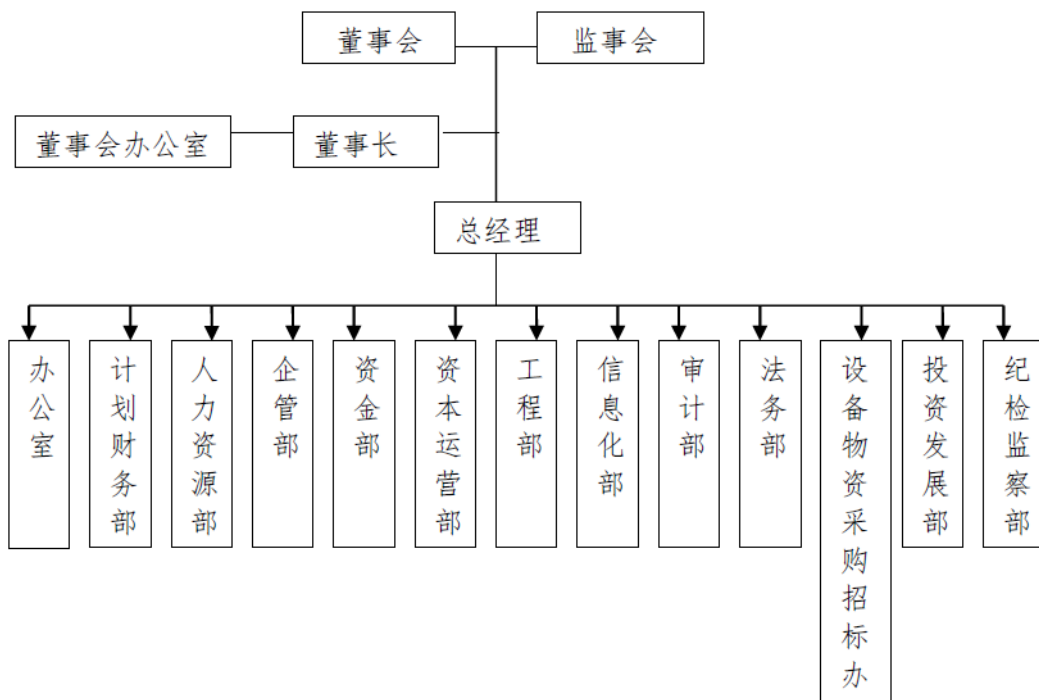 董事会
监事会
董事会办公室
董事长
总经理
办公室
计划财务部
人力资源部
企管部
资金部
资本运营部
工程部
信息化部
审计部
法务部
设备物资采购招标办
投资发展部
纪检监察部